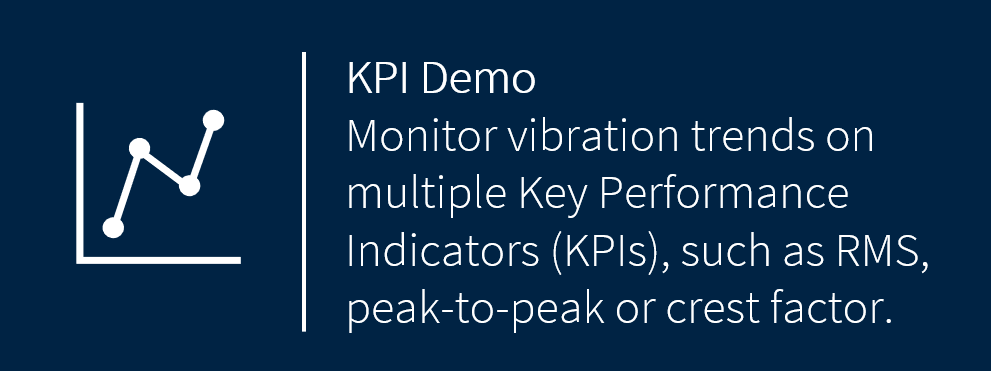 KPI Demo
Monitor vibration trends on
multiple Key Performance
Indicators (KPIs), such as RMS,
peak-to-peak or crest factor.